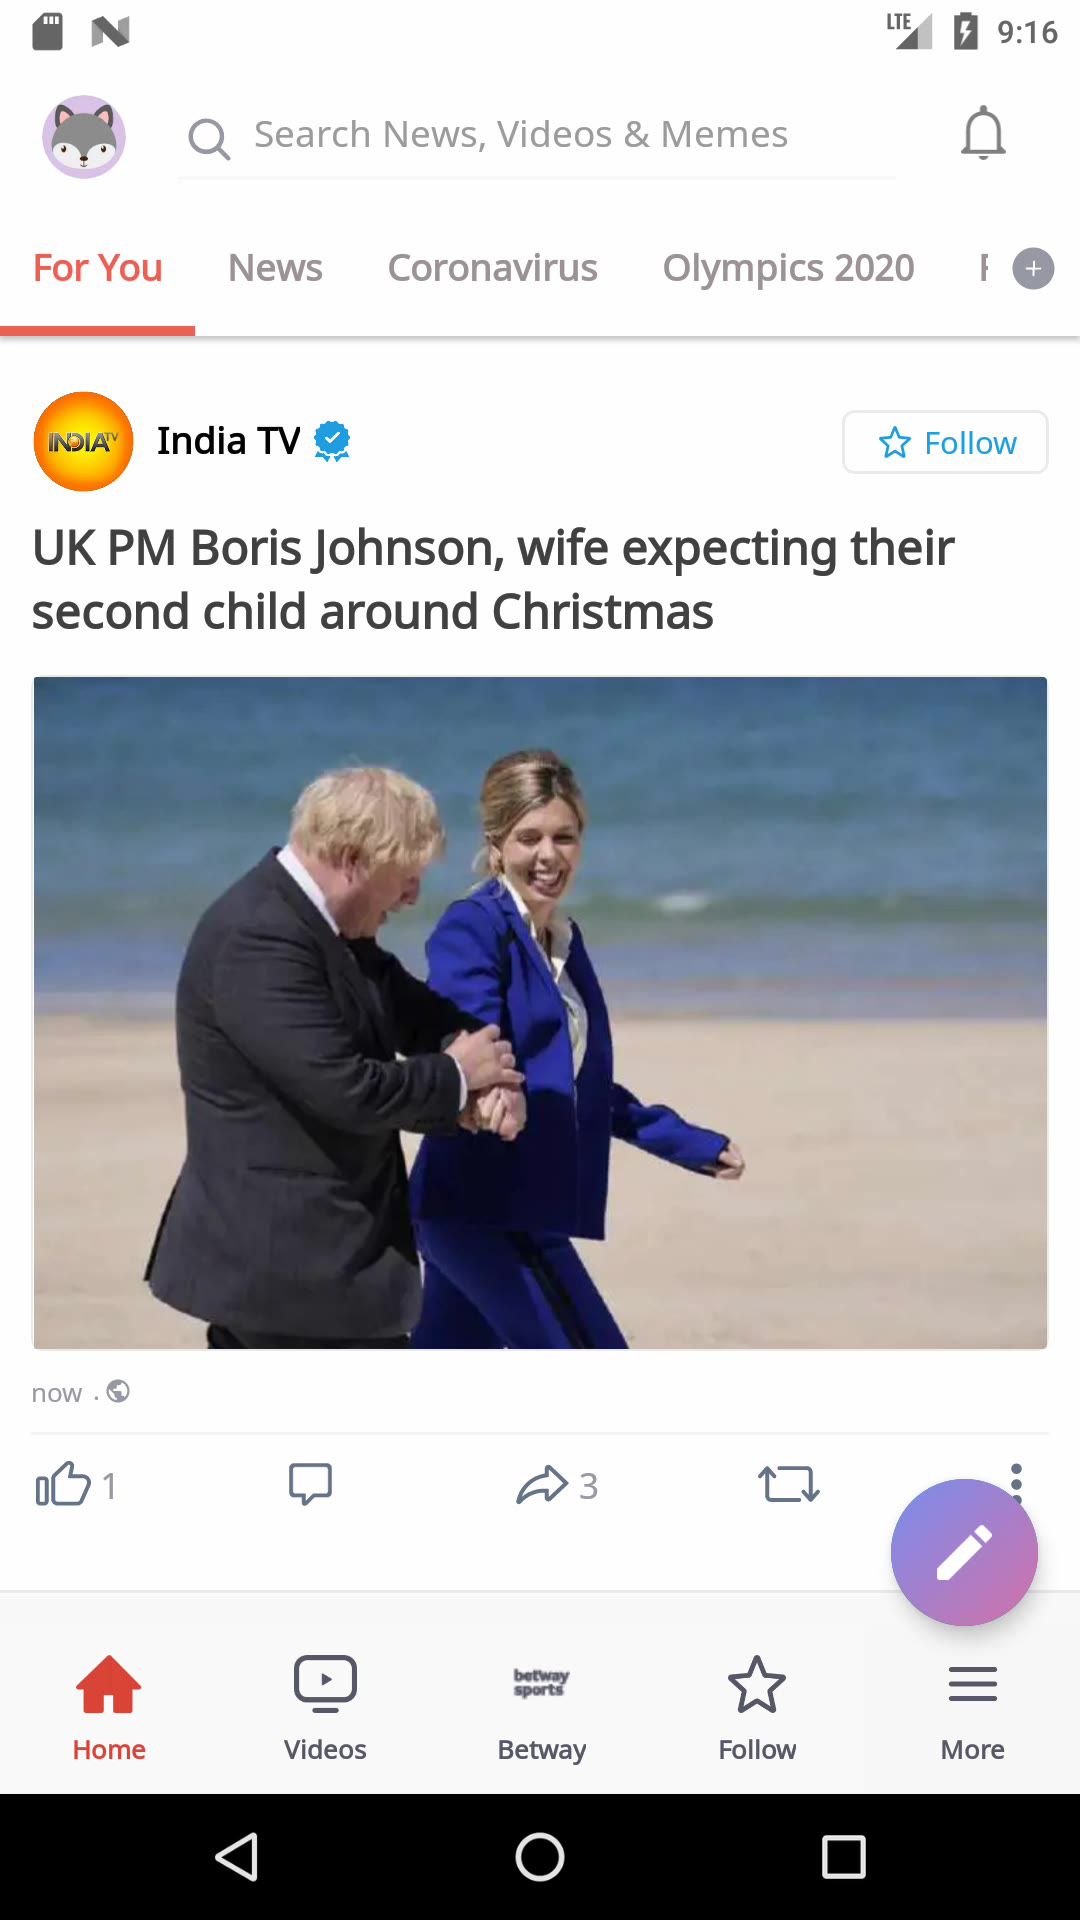 LTE 9:16
Search News, Videos & Memes
For You News Coronavirus Olympics 2020
INDIA TV India TV Follow
UK PM Boris Johnson, wife expecting their
second child around Christmas
now .
1 3
betway
sports
Home Videos Betway Follow More